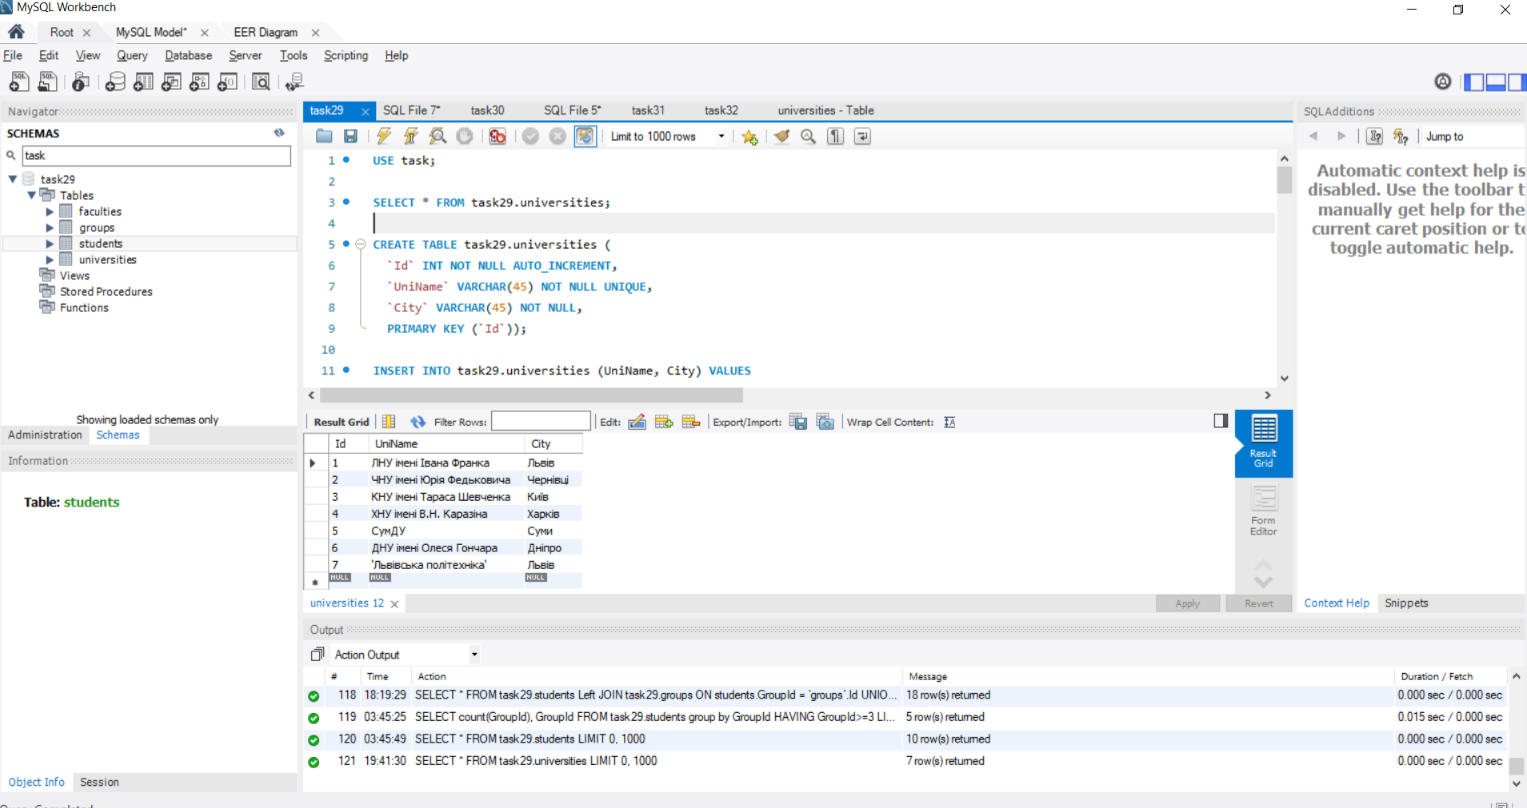 MySQL Workbench
Root MySQL Model* EER Diagram
File Edit View Query Database Server Tools Scripting Help
Navigator
SCHEMAS
task
task29
Tables
faculties
groups
students
universities
Views
Stored Procedures
Functions
Showing loaded schemas only
Administration Schemas
Information
Table: students
Object Info Session
task29 SQL File 7* task30 SQL File 5* task31 task32 universities - Table
Limit to 1000 rows
1 USE task;
2
3 SELECT * FROM task29.universities;
4
5 CREATE TABLE task29.universities (
6 `Id` INT NOT NULL AUTO_INCREMENT,
7 `UniName` VARCHAR(45) NOT NULL UNIQUE,
8 `City` VARCHAR(45) NOT NULL,
9 PRIMARY KEY (`Id`));
10
11 INSERT INTO task29.universities (UniName, City) VALUES
Result Grid Filter Rows: Edit: Export/Import: Wrap Cell Content:
Id UniName City
1 ЛНУ імені Івана Франка Львів
2 ЧНУ імені Юрія Федьковича Чернівці
3 КНУ імені Тараса Шевченка Київ
4 ХНУ імені В.Н. Каразіна Харків
5 СумДУ Суми
6 ДНУ імені Олеся Гончара Дніпро
7 'Львівська політехніка' Львів
NULL NULL NULL
Result
Grid
Form
Editor
universities 12 Apply Revert
SQLAdditions
Jump to
Automatic context help is
disabled. Use the toolbar t
manually get help for the
current caret position or to
toggle automatic help.
Context Help Snippets
Output
Action Output
# Time Action Message Duration / Fetch
118 18:19:29 SELECT * FROM task29.students Left JOIN task29.groups ON students.GroupId = `groups`.Id UNIO... 18 row(s) returned 0.000 sec / 0.000 sec
119 03:45:25 SELECT count(GroupId), GroupId FROM task29.students group by GroupId HAVING GroupId>=3 LI... 5 row(s) returned 0.015 sec / 0.000 sec
120 03:45:49 SELECT * FROM task29.students LIMIT 0, 1000 10 row(s) returned 0.000 sec / 0.000 sec
121 19:41:30 SELECT * FROM task29.universities LIMIT 0, 1000 7 row(s) returned 0.000 sec / 0.000 sec
Query Completed